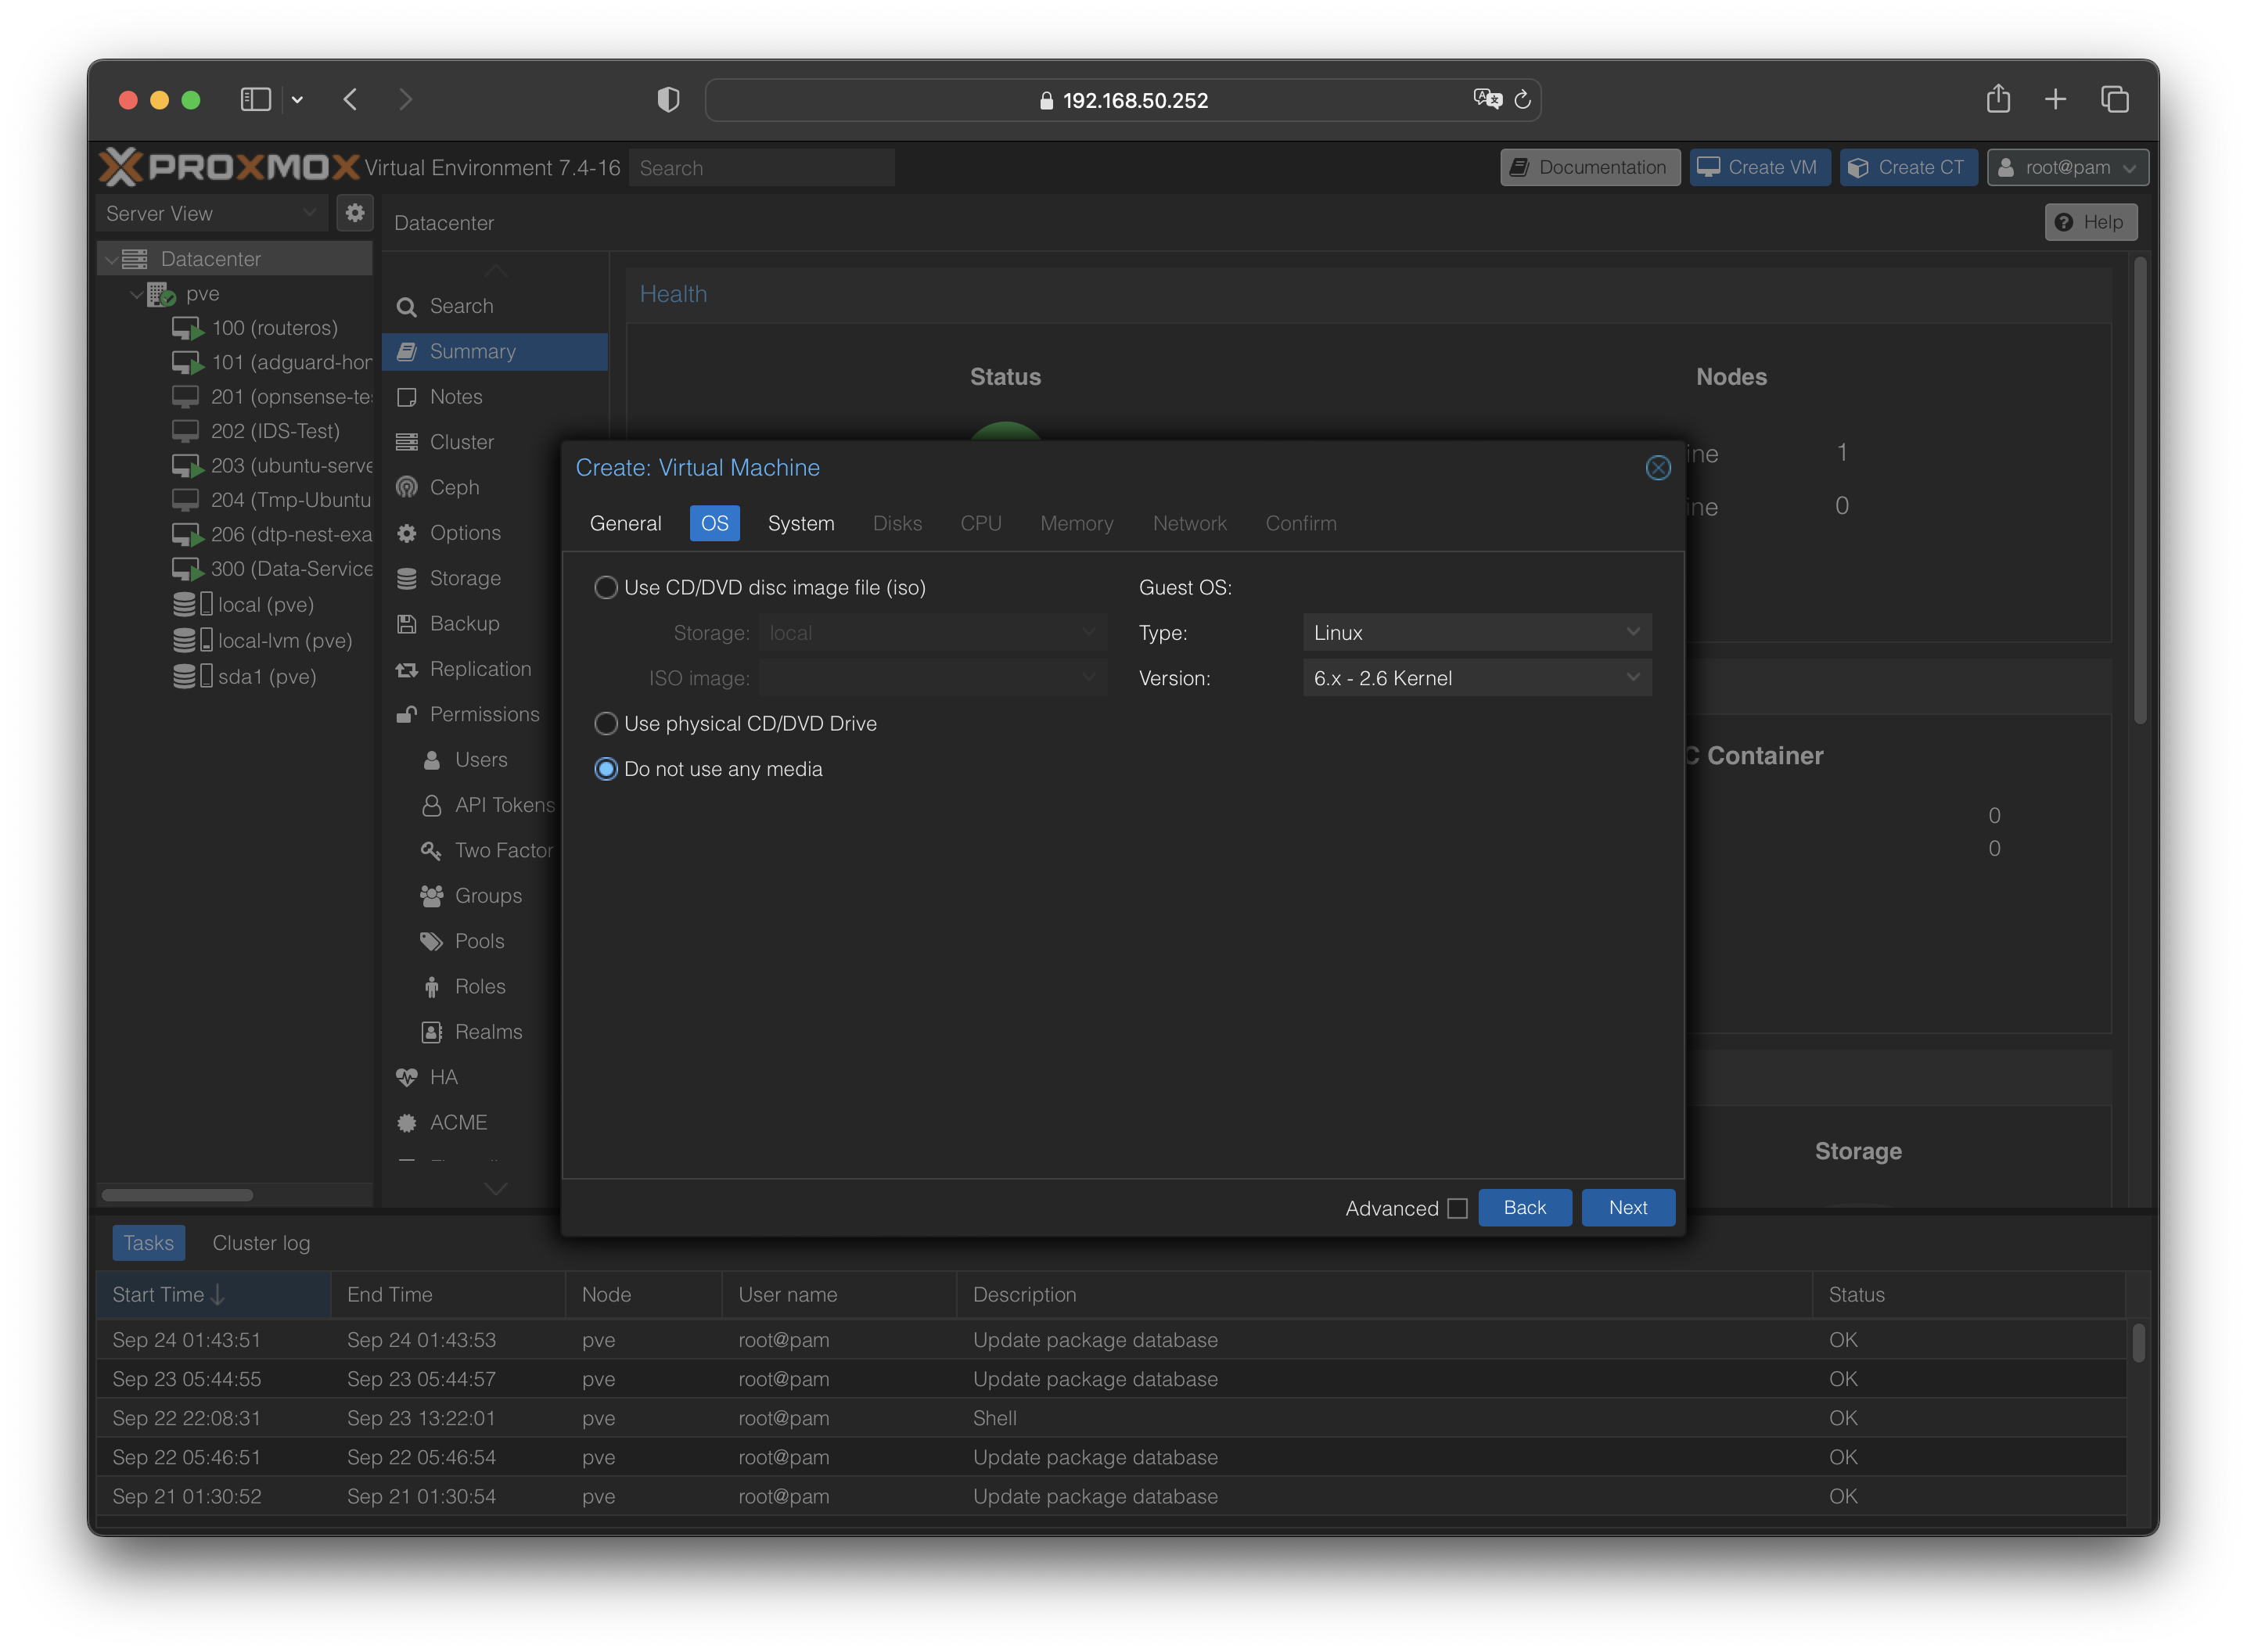 192.168.50.252
PROXMOX Virtual Environment 7.4-16
Search
Documentation
Create VM
Create CT
root@pam
Server View
Datacenter
Help
Datacenter
pve
100 (routeros)
101 (adguard-hon
201 (opnsense-te
202 (IDS-Test)
203 (ubuntu-serve
204 (Tmp-Ubuntu
206 (dtp-nest-exa
300 (Data-Service
local (pve)
local-lvm (pve)
sda1 (pve)
Search
Summary
Notes
Cluster
Ceph
Options
Storage
Backup
Replication
Permissions
Users
API Tokens
Two Factor
Groups
Pools
Roles
Realms
HA
ACME
Health
Status
Nodes
ine 1
ine 0
C Container
0
0
Storage
Create: Virtual Machine
General OS System Disks CPU Memory Network Confirm
Use CD/DVD disc image file (iso)
Storage: local
ISO image:
Use physical CD/DVD Drive
Do not use any media
Guest OS:
Type: Linux
Version: 6.x - 2.6 Kernel
Advanced
Back
Next
Tasks Cluster log
Start Time End Time Node User name Description Status
Sep 24 01:43:51 Sep 24 01:43:53 pve root@pam Update package database OK
Sep 23 05:44:55 Sep 23 05:44:57 pve root@pam Update package database OK
Sep 22 22:08:31 Sep 23 13:22:01 pve root@pam Shell OK
Sep 22 05:46:51 Sep 22 05:46:54 pve root@pam Update package database OK
Sep 21 01:30:52 Sep 21 01:30:54 pve root@pam Update package database OK